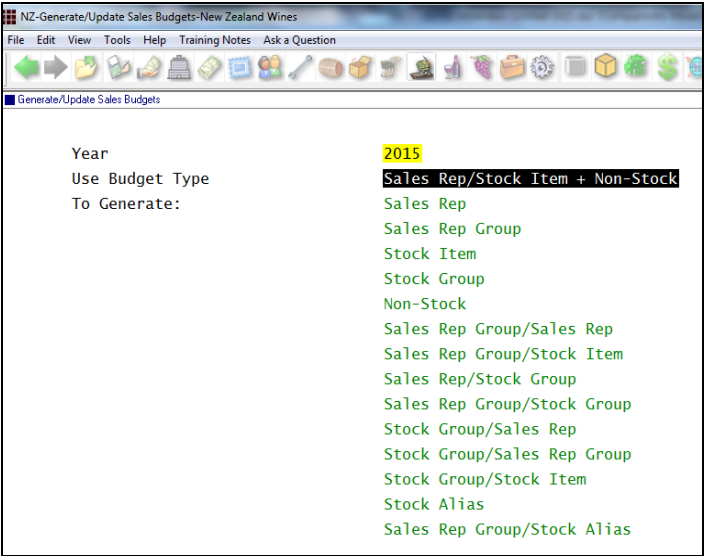 NZ-Generate/Update Sales Budgets-New Zealand Wines
File Edit View Tools Help Training Notes Ask a Question
Generate/Update Sales Budgets
Year 2015
Use Budget Type Sales Rep/Stock Item + Non-Stock
To Generate: Sales Rep
Sales Rep Group
Stock Item
Stock Group
Non-Stock
Sales Rep Group/Sales Rep
Sales Rep Group/Stock Item
Sales Rep/Stock Group
Sales Rep Group/Stock Group
Stock Group/Sales Rep
Stock Group/Sales Rep Group
Stock Group/Stock Item
Stock Alias
Sales Rep Group/Stock Alias